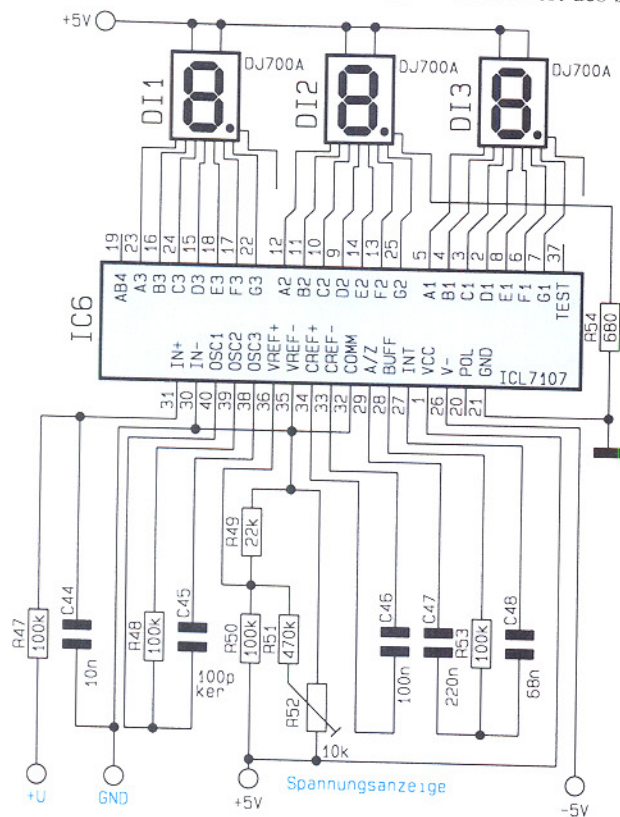 +5V
DI1
DJ700A
DI2
DJ700A
DI3
DJ700A
19 23 16 24 15 18 17 22 12 11 10 9 14 13 25 5 4 3 2 8 6 7 37
AB4 A3 B3 C3 D3 E3 F3 G3 A2 B2 C2 D2 E2 F2 G2 A1 B1 C1 D1 E1 F1 G1 TEST
IC6
IN+ IN- OSC1 OSC2 OSC3 VREF+ VREF- CREF+ CREF- COMM A/Z BUFF INT VCC V- POL GND
ICL7107
31 30 40 39 38 36 35 34 33 32 29 28 27 1 26 20 21
R54
680
R49
22k
R47
100k
C44
10n
R48
100k
C45
100p
ker
R50
100k
R51
470k
R52
10k
C46
100n
C47
220n
R53
100k
C48
68n
+U
GND
+5V
Spannungsanzeige
-5V